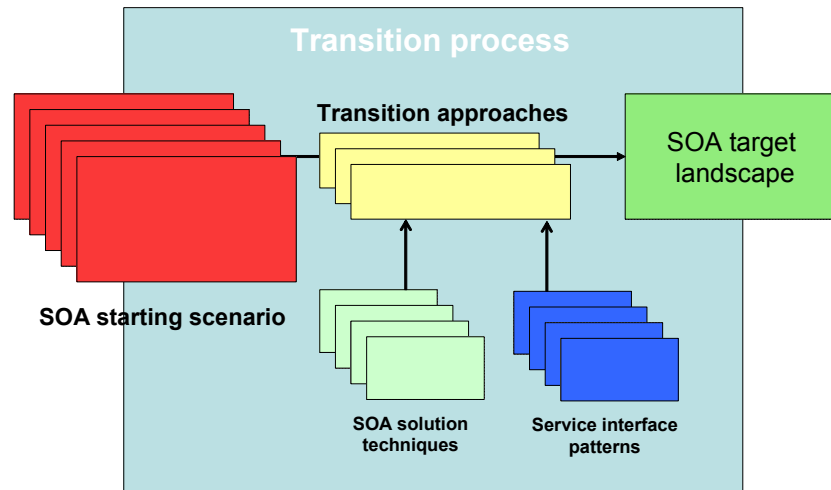 Transition process
Transition approaches
SOA target
landscape
SOA starting scenario
SOA solution
techniques
Service interface
patterns